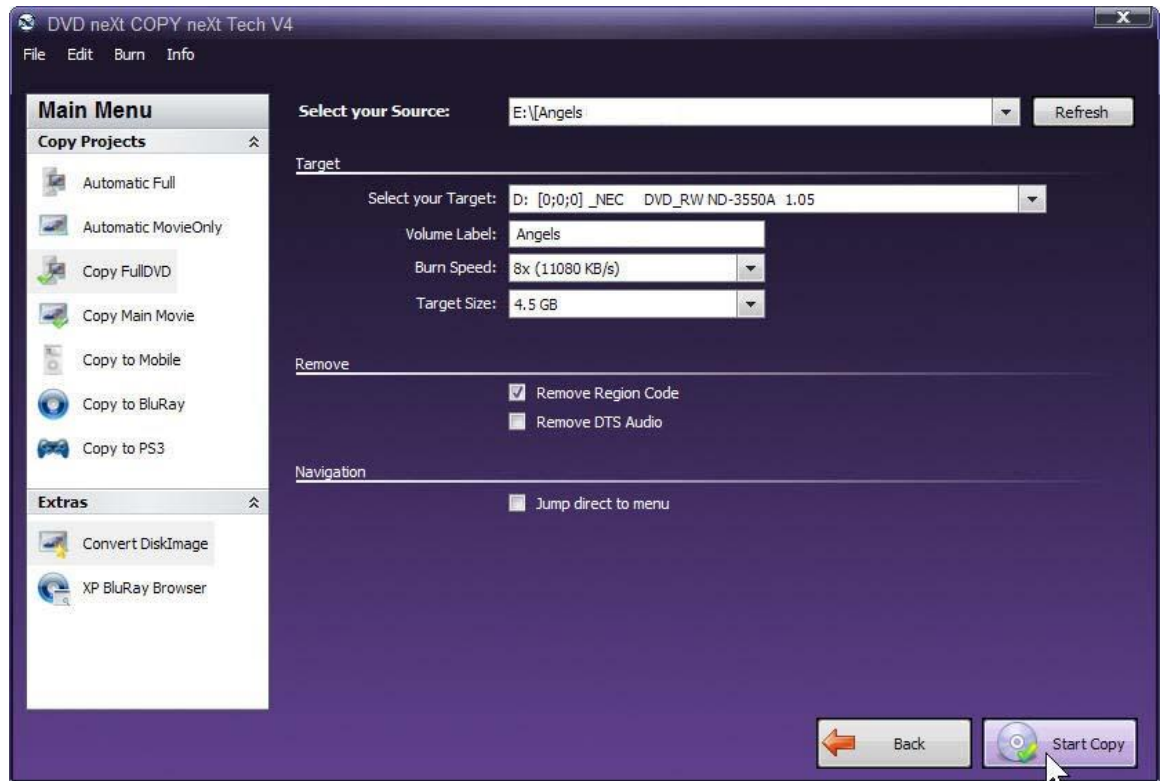 DVD neXt COPY neXt Tech V4
File Edit Burn Info
Main Menu
Copy Projects
Automatic Full
Automatic MovieOnly
Copy FullDVD
Copy Main Movie
Copy to Mobile
Copy to BluRay
Copy to PS3
Extras
Convert DiskImage
XP BluRay Browser
Select your Source: E:\[Angels Refresh
Target
Select your Target: D: [0;0;0] _NEC DVD_RW ND-3550A 1.05
Volume Label: Angels
Burn Speed: 8x (11080 KB/s)
Target Size: 4.5 GB
Remove
Remove Region Code
Remove DTS Audio
Navigation
Jump direct to menu
Back Start Copy